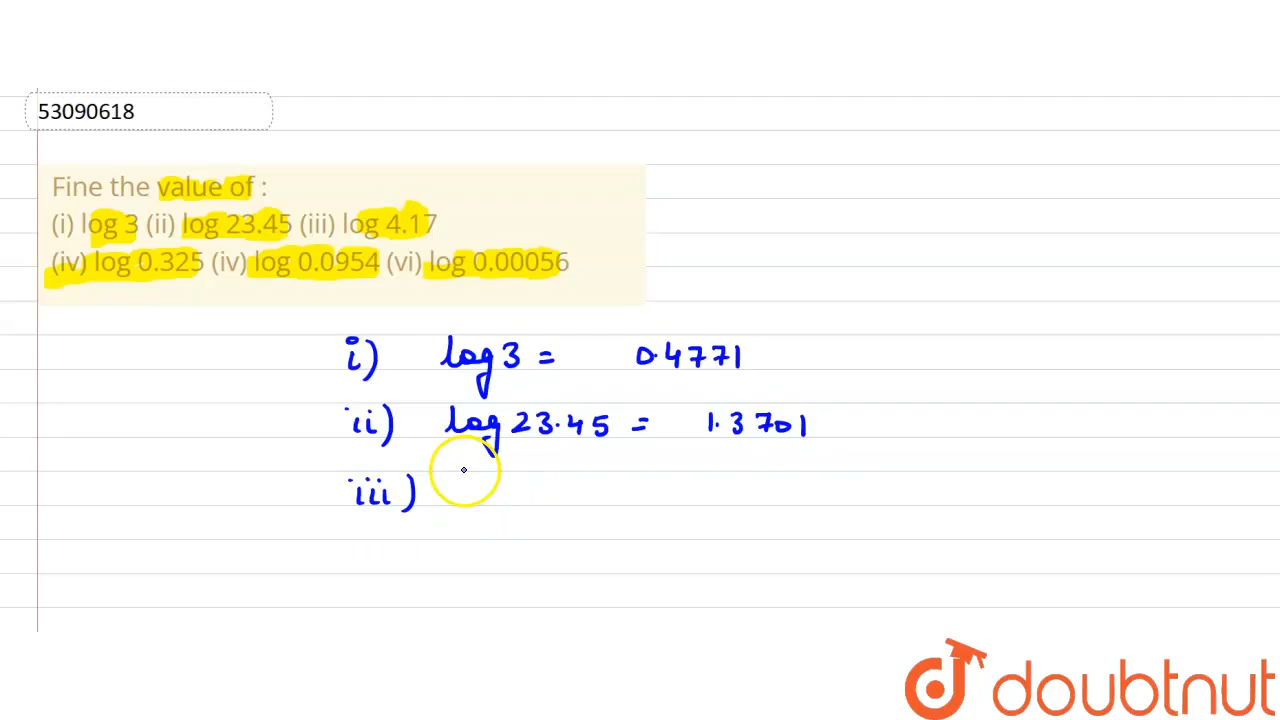 53090618
Fine the value of :
(i) log 3 (ii) log 23.45 (iii) log 4.17
(iv) log 0.325 (iv) log 0.0954 (vi) log 0.00056
i) log 3 = 0.4771
ii) log 23.45 = 1.3701
iii)
doubtnut